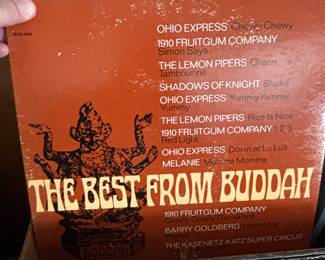 OHIO EXPRESS Chewy Chewy
1910 FRUITGUM COMPANY
Simon Says
THE LEMON PIPERS Green
Tambourine
SHADOWS OF KNIGHT Shake
OHIO EXPRESS Yummy Yummy
Yummy
THE LEMON PIPERS Rice Is Nice
1910 FRUITGUM COMPANY 1, 2, 3,
Red Light
OHIO EXPRESS Down at Lu Lu's
MELANIE Momma Momma
THE BEST FROM BUDDAH
1910 FRUITGUM COMPANY
BARRY GOLDBERG
THE KASENETZ-KATZ SUPER CIRCUS